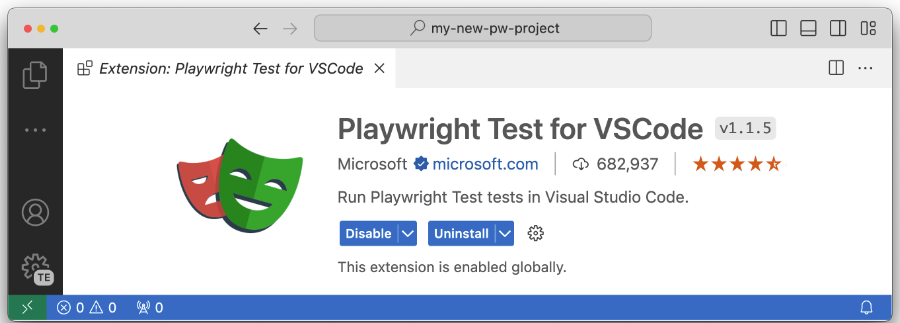 my-new-pw-project
Extension: Playwright Test for VSCode
Playwright Test for VSCode v1.1.5
Microsoft microsoft.com 682,937
Run Playwright Test tests in Visual Studio Code.
Disable Uninstall
This extension is enabled globally.
TE
0 0 0